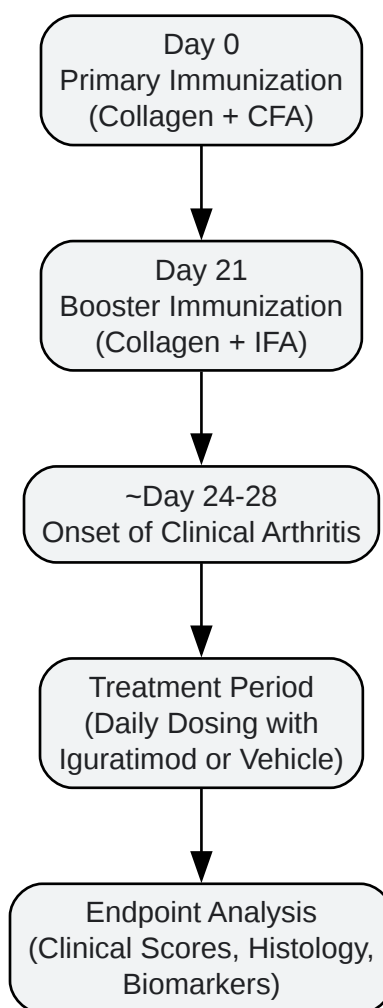 Day 0
Primary Immunization
(Collagen + CFA)
Day 21
Booster Immunization
(Collagen + IFA)
~Day 24-28
Onset of Clinical Arthritis
Treatment Period
(Daily Dosing with
Iguratimod or Vehicle)
Endpoint Analysis
(Clinical Scores, Histology,
Biomarkers)